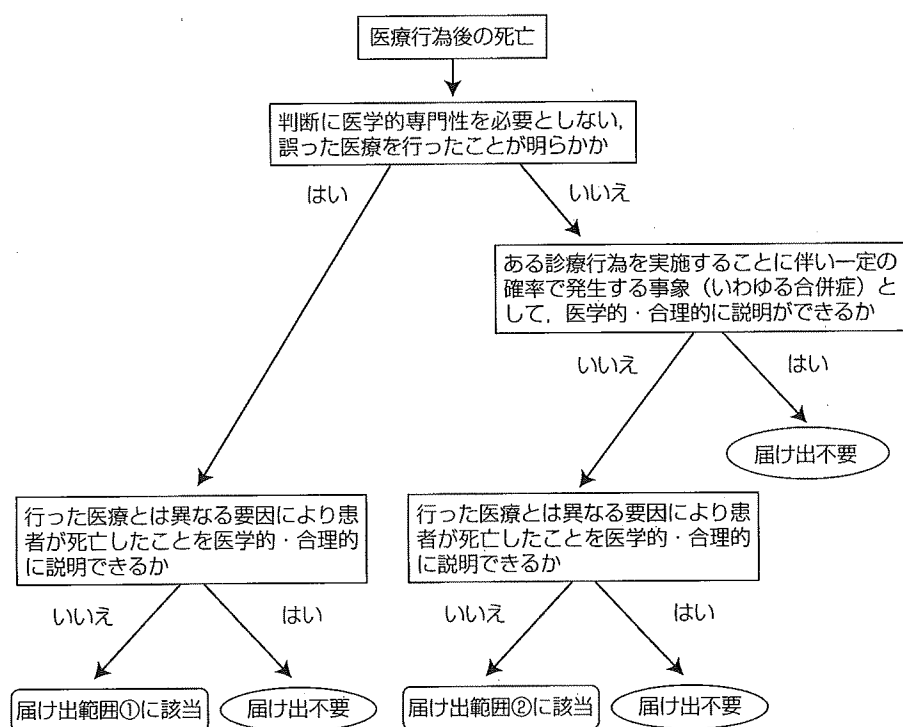 医療行為後の死亡
判断に医学的専門性を必要としない,
誤った医療を行ったことが明らかか
はい
いいえ
ある診療行為を実施することに伴い一定の
確率で発生する事象（いわゆる合併症）と
して，医学的・合理的に説明ができるか
いいえ
はい
届け出不要
行った医療とは異なる要因により患
者が死亡したことを医学的・合理的
に説明できるか
行った医療とは異なる要因により患
者が死亡したことを医学的・合理的
に説明できるか
いいえ
はい
いいえ
はい
届け出範囲①に該当
届け出不要
届け出範囲②に該当
届け出不要